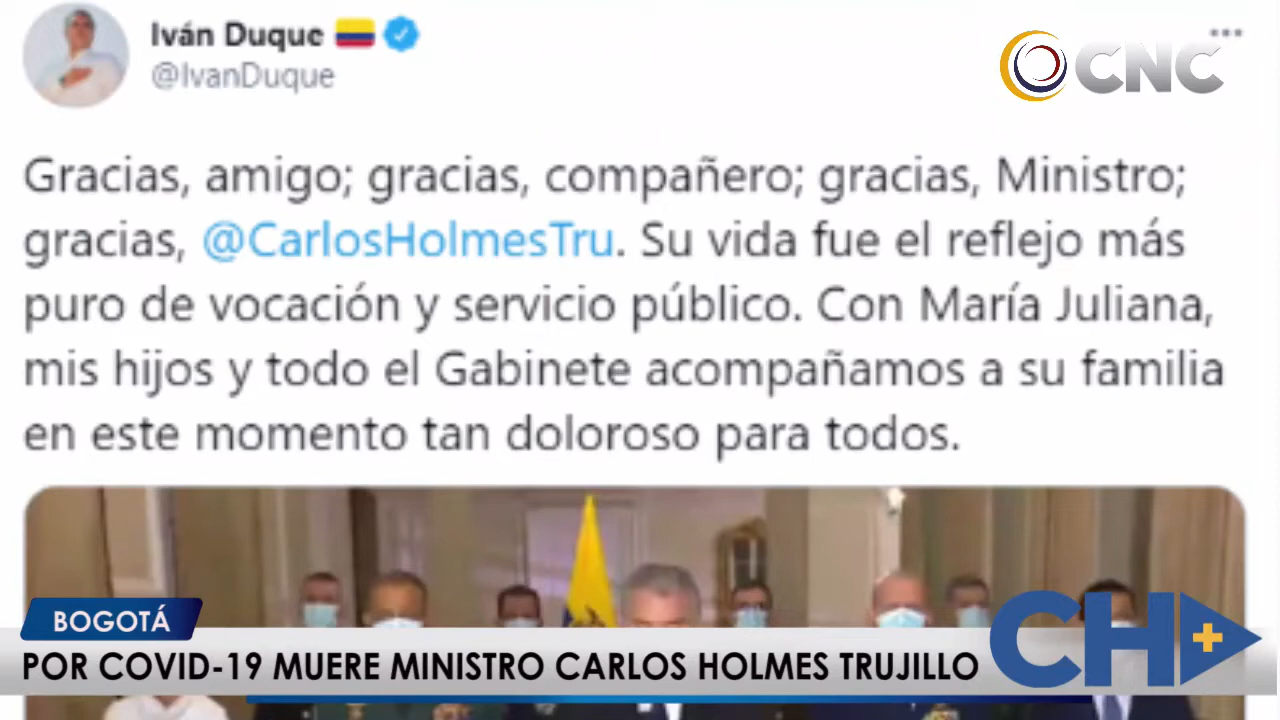 Iván Duque
@IvanDuque
CNC
Gracias, amigo; gracias, compañero; gracias, Ministro;
gracias, @CarlosHolmesTru. Su vida fue el reflejo más
puro de vocación y servicio público. Con María Juliana,
mis hijos y todo el Gabinete acompañamos a su familia
en este momento tan doloroso para todos.
BOGOTÁ
POR COVID-19 MUERE MINISTRO CARLOS HOLMES TRUJILLO
CH+